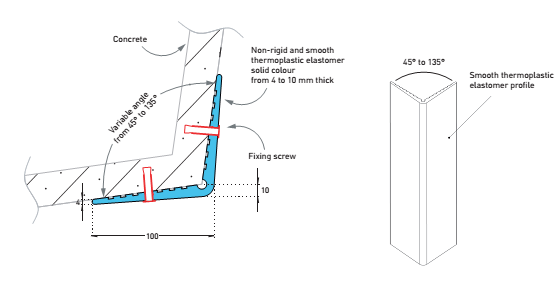 Concrete
Non-rigid and smooth
thermoplastic elastomer
solid colour
from 4 to 10 mm thick
Variable angle
from 45° to 135°
Fixing screw
4
10
100
45° to 135°
Smooth thermoplastic
elastomer profile